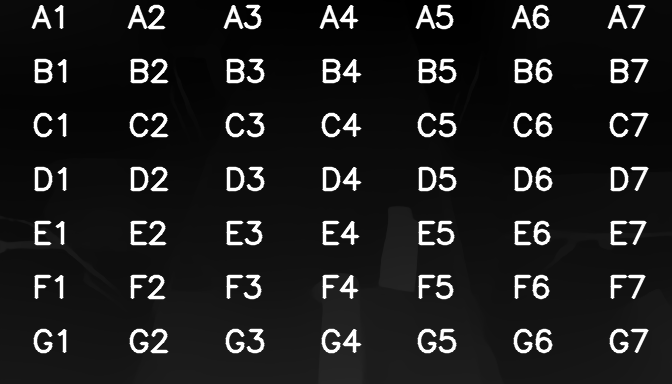 A1 A2 A3 A4 A5 A6 A7
B1 B2 B3 B4 B5 B6 B7
C1 C2 C3 C4 C5 C6 C7
D1 D2 D3 D4 D5 D6 D7
E1 E2 E3 E4 E5 E6 E7
F1 F2 F3 F4 F5 F6 F7
G1 G2 G3 G4 G5 G6 G7